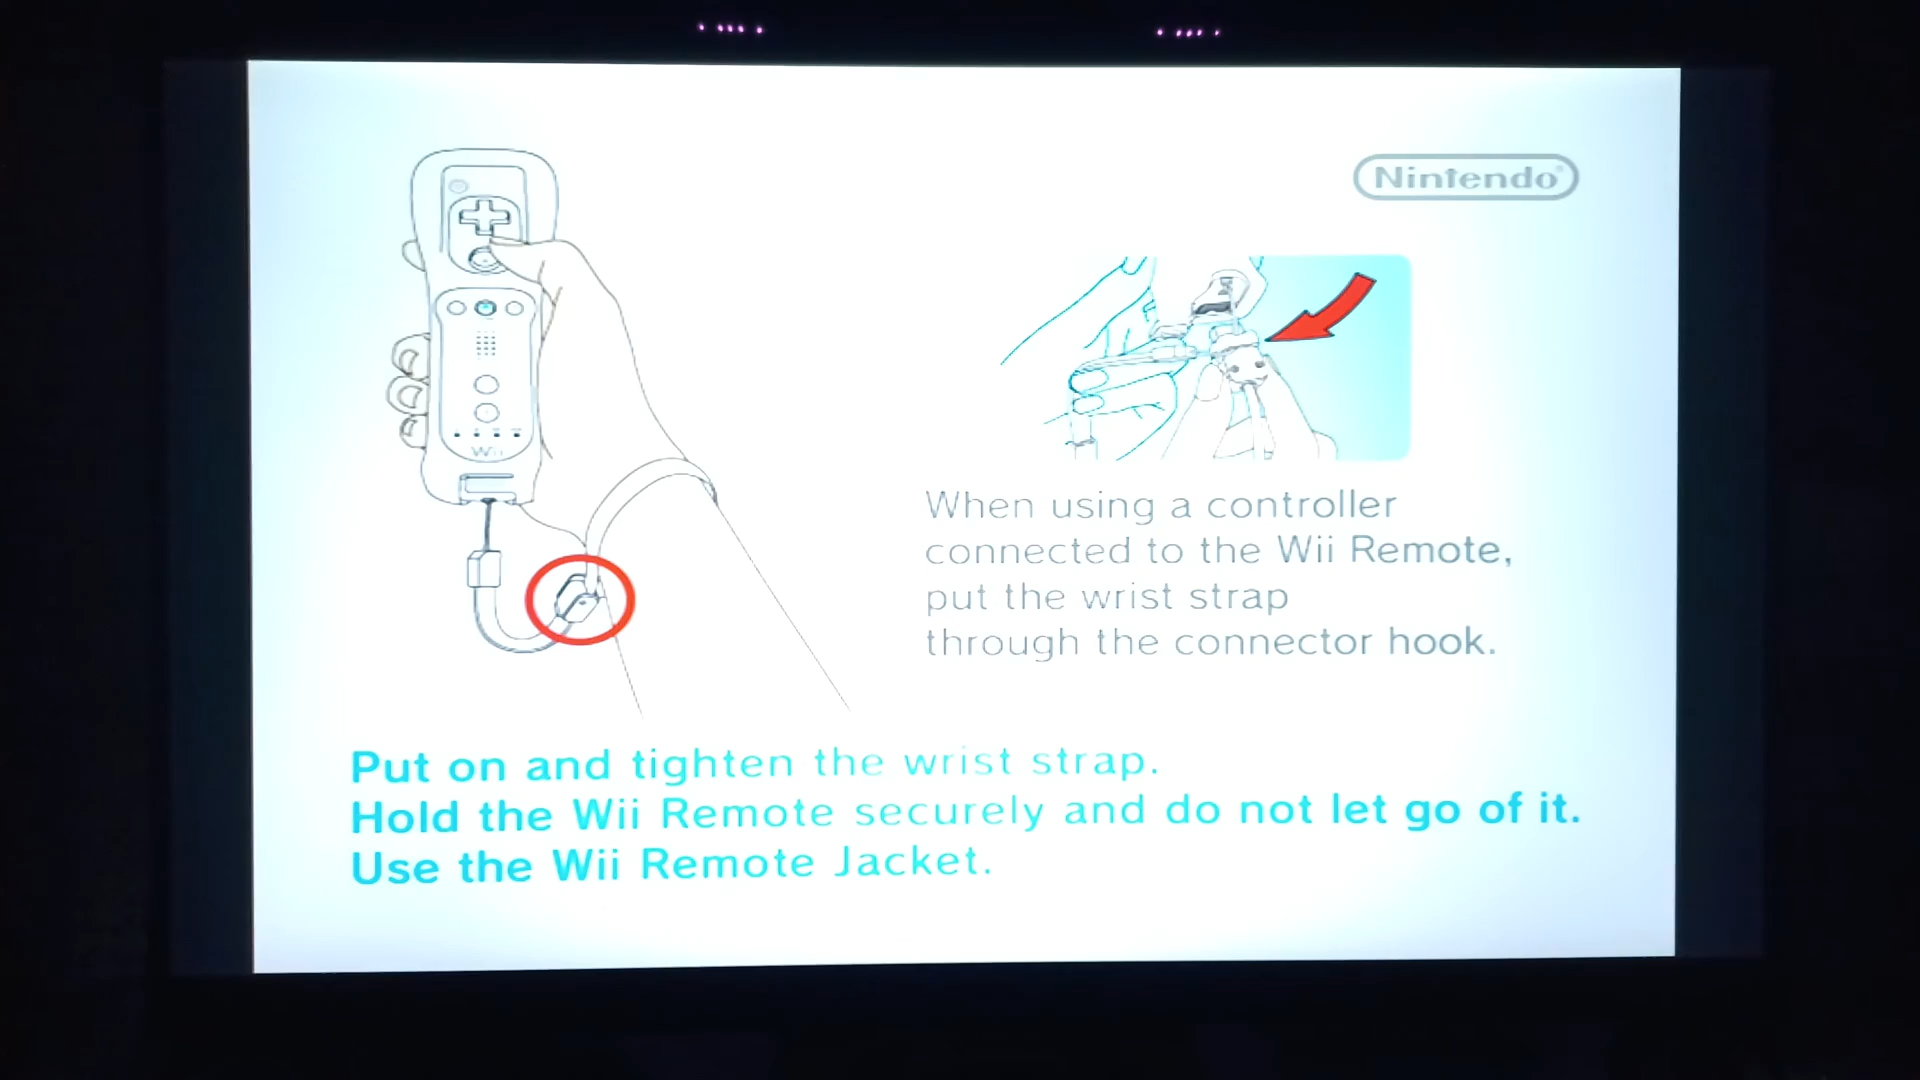 Nintendo®
Wii
When using a controller
connected to the Wii Remote,
put the wrist strap
through the connector hook.
Put on and tighten the wrist strap.
Hold the Wii Remote securely and do not let go of it.
Use the Wii Remote Jacket.